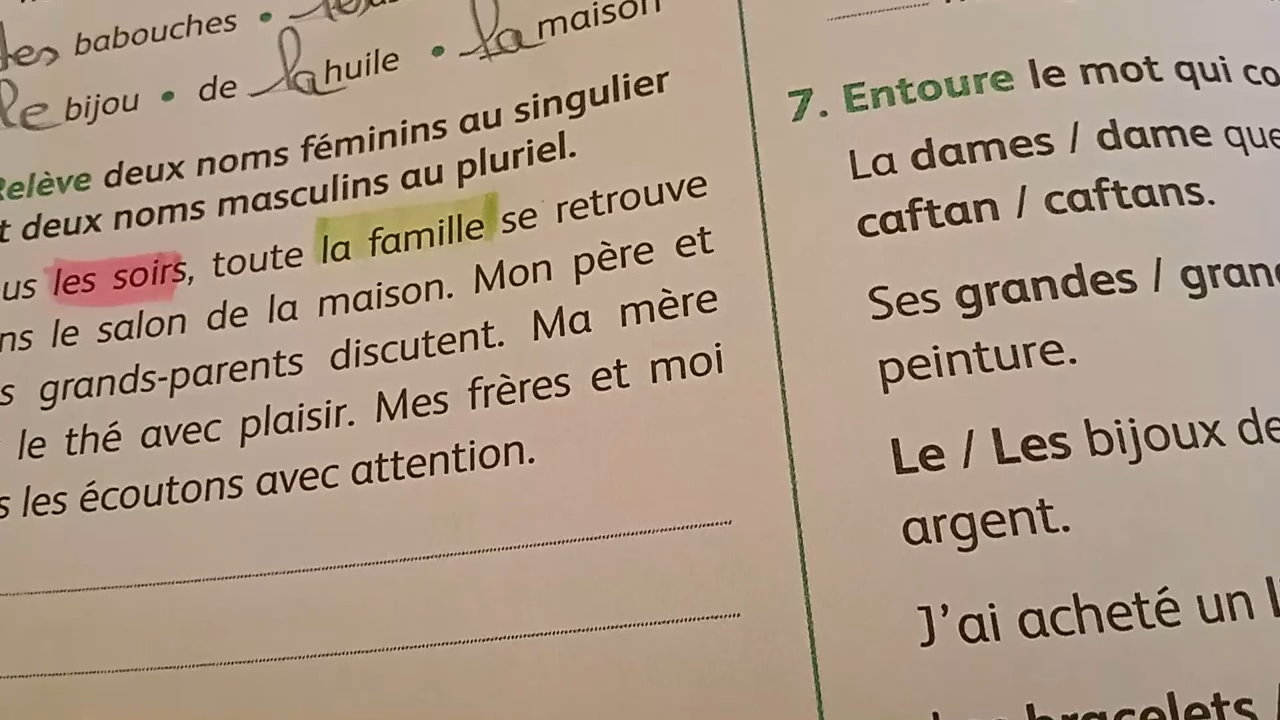 les babouches •
le bijou • de la huile • la maison
Relève deux noms féminins au singulier
t deux noms masculins au pluriel.
us les soirs, toute la famille se retrouve
ns le salon de la maison. Mon père et
s grands-parents discutent. Ma mère
le thé avec plaisir. Mes frères et moi
s les écoutons avec attention.
7. Entoure le mot qui co
La dames / dame que
caftan / caftans.
Ses grandes / gran
peinture.
Le / Les bijoux de
argent.
J'ai acheté un l
bracelets /